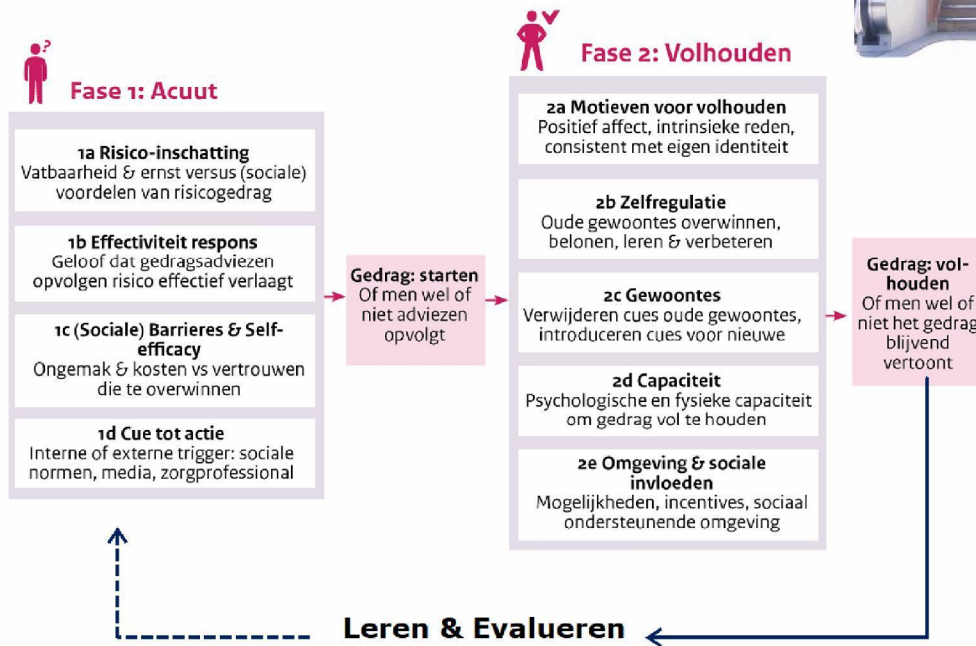 Fase 1: Acuut
1a Risico-inschatting
Vatbaarheid & ernst versus (sociale)
voordelen van risicogedrag
1b Effectiviteit respons
Geloof dat gedragsadviezen
opvolgen risico effectief verlaagt
1c (Sociale) Barrieres & Self-
efficacy
Ongemak & kosten vs vertrouwen
die te overwinnen
1d Cue tot actie
Interne of externe trigger: sociale
normen, media, zorgprofessional
Gedrag: starten
Of men wel of
niet adviezen
opvolgt
Fase 2: Volhouden
2a Motieven voor volhouden
Positief affect, intrinsieke reden,
consistent met eigen identiteit
2b Zelfregulatie
Oude gewoontes overwinnen,
belonen, leren & verbeteren
2c Gewoontes
Verwijderen cues oude gewoontes,
introduceren cues voor nieuwe
2d Capaciteit
Psychologische en fysieke capaciteit
om gedrag vol te houden
2e Omgeving & sociale
invloeden
Mogelijkheden, incentives, sociaal
ondersteunende omgeving
Gedrag: vol-
houden
Of men wel of
niet het gedrag
blijvend
vertoont
Leren & Evalueren